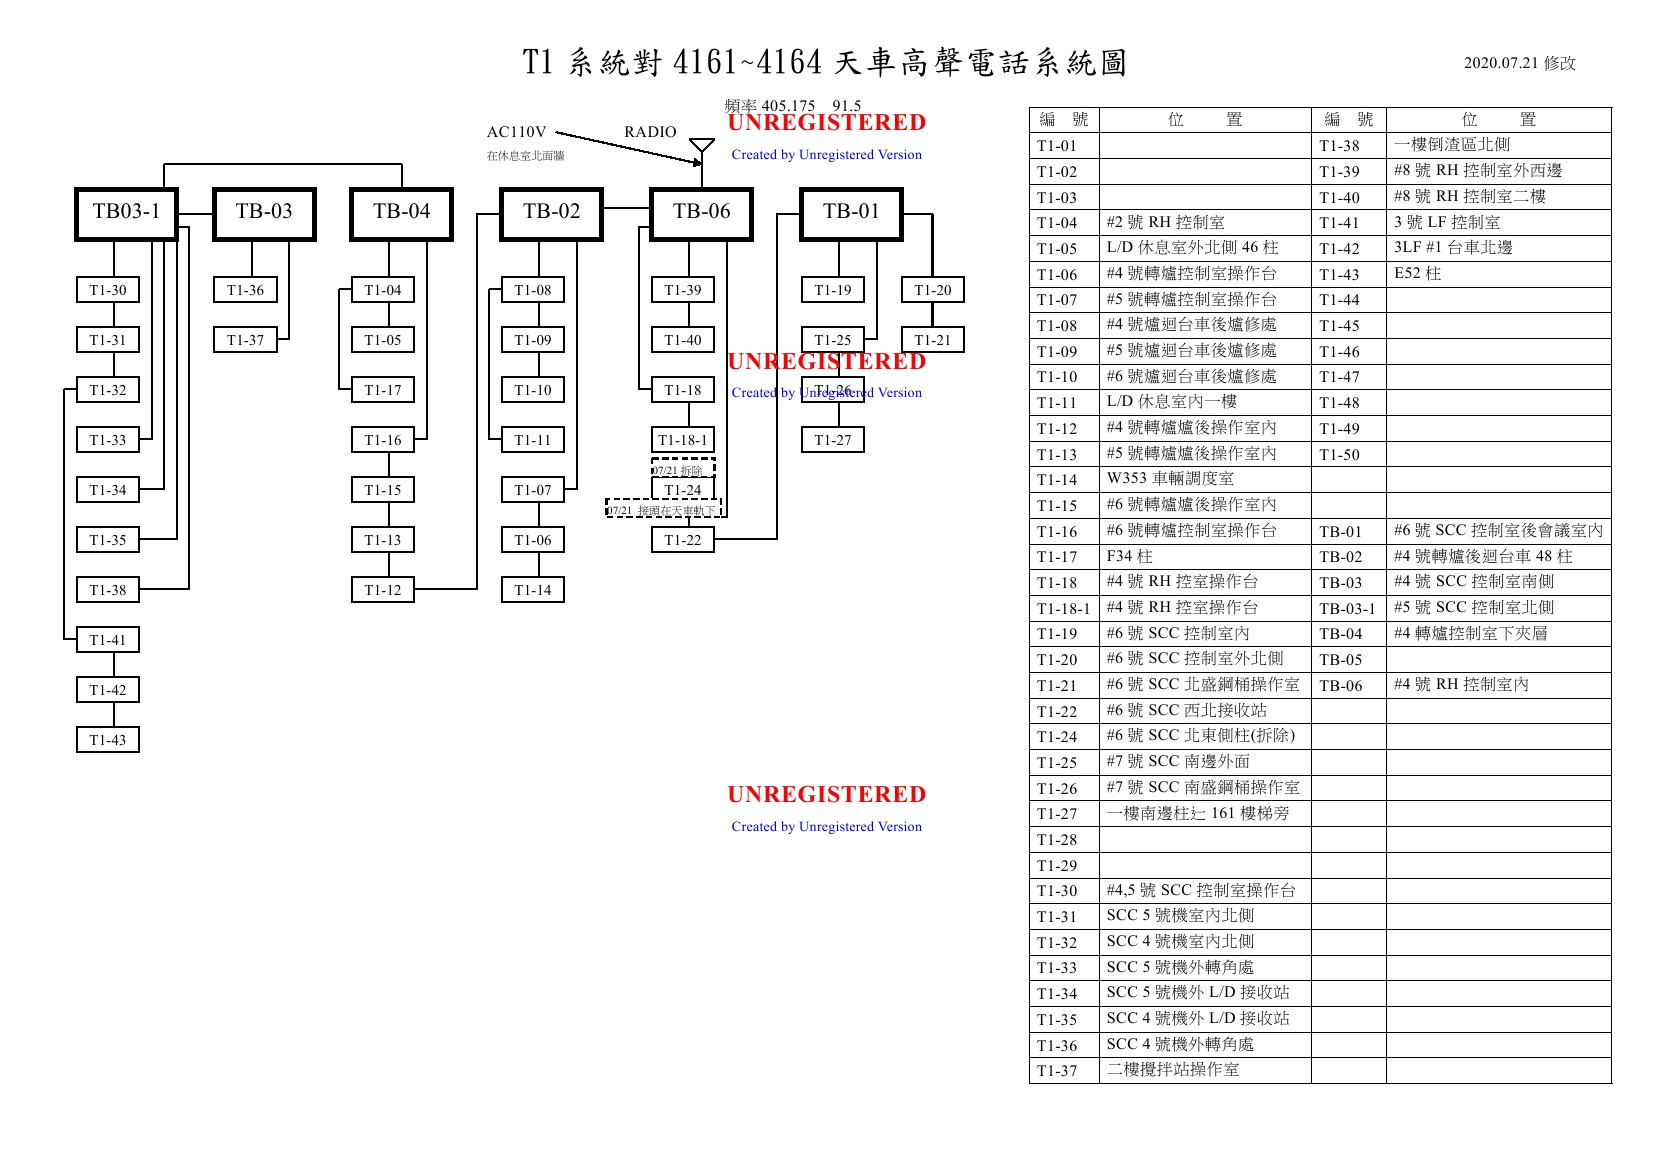 T1 系統對 4161~4164 天車高聲電話系統圖
2020.07.21 修改
頻率 405.175 91.5
UNREGISTERED
Created by Unregistered Version
AC110V
RADIO
在休息室北面牆
TB03-1
TB-03
TB-04
TB-02
TB-06
TB-01
T1-30
T1-36
T1-04
T1-08
T1-39
T1-19
T1-20
T1-31
T1-37
T1-05
T1-09
T1-40
T1-25
T1-21
UNREGISTERED
Created by Unregistered Version
T1-32
T1-17
T1-10
T1-18
T1-26
T1-33
T1-16
T1-11
T1-18-1
T1-27
07/21 拆除
T1-34
T1-15
T1-07
T1-24
07/21 接頭在天車軌下
T1-35
T1-13
T1-06
T1-22
T1-38
T1-12
T1-14
T1-41
T1-42
T1-43
UNREGISTERED
Created by Unregistered Version
編 號 位 置 編 號 位 置
T1-01 T1-38 一樓倒渣區北側
T1-02 T1-39 #8 號 RH 控制室外西邊
T1-03 T1-40 #8 號 RH 控制室二樓
T1-04 #2 號 RH 控制室 T1-41 3 號 LF 控制室
T1-05 L/D 休息室外北側 46 柱 T1-42 3LF #1 台車北邊
T1-06 #4 號轉爐控制室操作台 T1-43 E52 柱
T1-07 #5 號轉爐控制室操作台 T1-44
T1-08 #4 號爐迴台車後爐修處 T1-45
T1-09 #5 號爐迴台車後爐修處 T1-46
T1-10 #6 號爐迴台車後爐修處 T1-47
T1-11 L/D 休息室內一樓 T1-48
T1-12 #4 號轉爐爐後操作室內 T1-49
T1-13 #5 號轉爐爐後操作室內 T1-50
T1-14 W353 車輛調度室
T1-15 #6 號轉爐爐後操作室內
T1-16 #6 號轉爐控制室操作台 TB-01 #6 號 SCC 控制室後會議室內
T1-17 F34 柱 TB-02 #4 號轉爐後迴台車 48 柱
T1-18 #4 號 RH 控室操作台 TB-03 #4 號 SCC 控制室南側
T1-18-1 #4 號 RH 控室操作台 TB-03-1 #5 號 SCC 控制室北側
T1-19 #6 號 SCC 控制室內 TB-04 #4 轉爐控制室下夾層
T1-20 #6 號 SCC 控制室外北側 TB-05
T1-21 #6 號 SCC 北盛鋼桶操作室 TB-06 #4 號 RH 控制室內
T1-22 #6 號 SCC 西北接收站
T1-24 #6 號 SCC 北東側柱(拆除)
T1-25 #7 號 SCC 南邊外面
T1-26 #7 號 SCC 南盛鋼桶操作室
T1-27 一樓南邊柱辷 161 樓梯旁
T1-28
T1-29
T1-30 #4,5 號 SCC 控制室操作台
T1-31 SCC 5 號機室內北側
T1-32 SCC 4 號機室內北側
T1-33 SCC 5 號機外轉角處
T1-34 SCC 5 號機外 L/D 接收站
T1-35 SCC 4 號機外 L/D 接收站
T1-36 SCC 4 號機外轉角處
T1-37 二樓攪拌站操作室